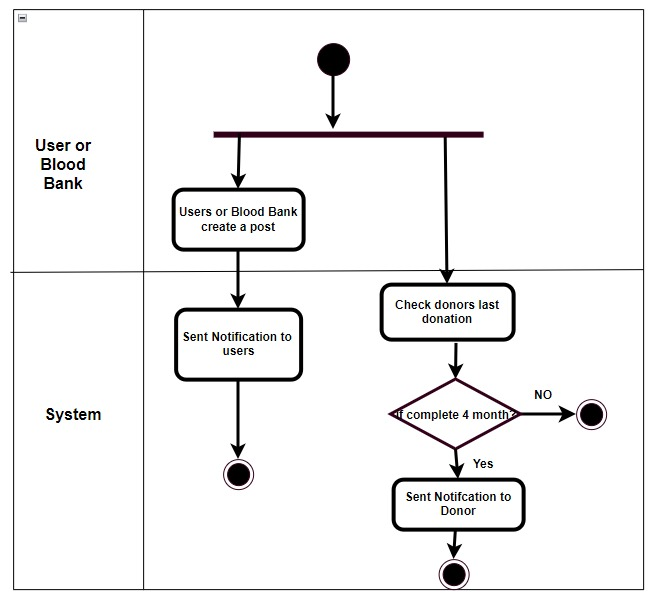 User or
Blood
Bank
Users or Blood Bank
create a post
Sent Notification to
users
Check donors last
donation
System
If complete 4 month?
NO
Yes
Sent Notifcation to
Donor